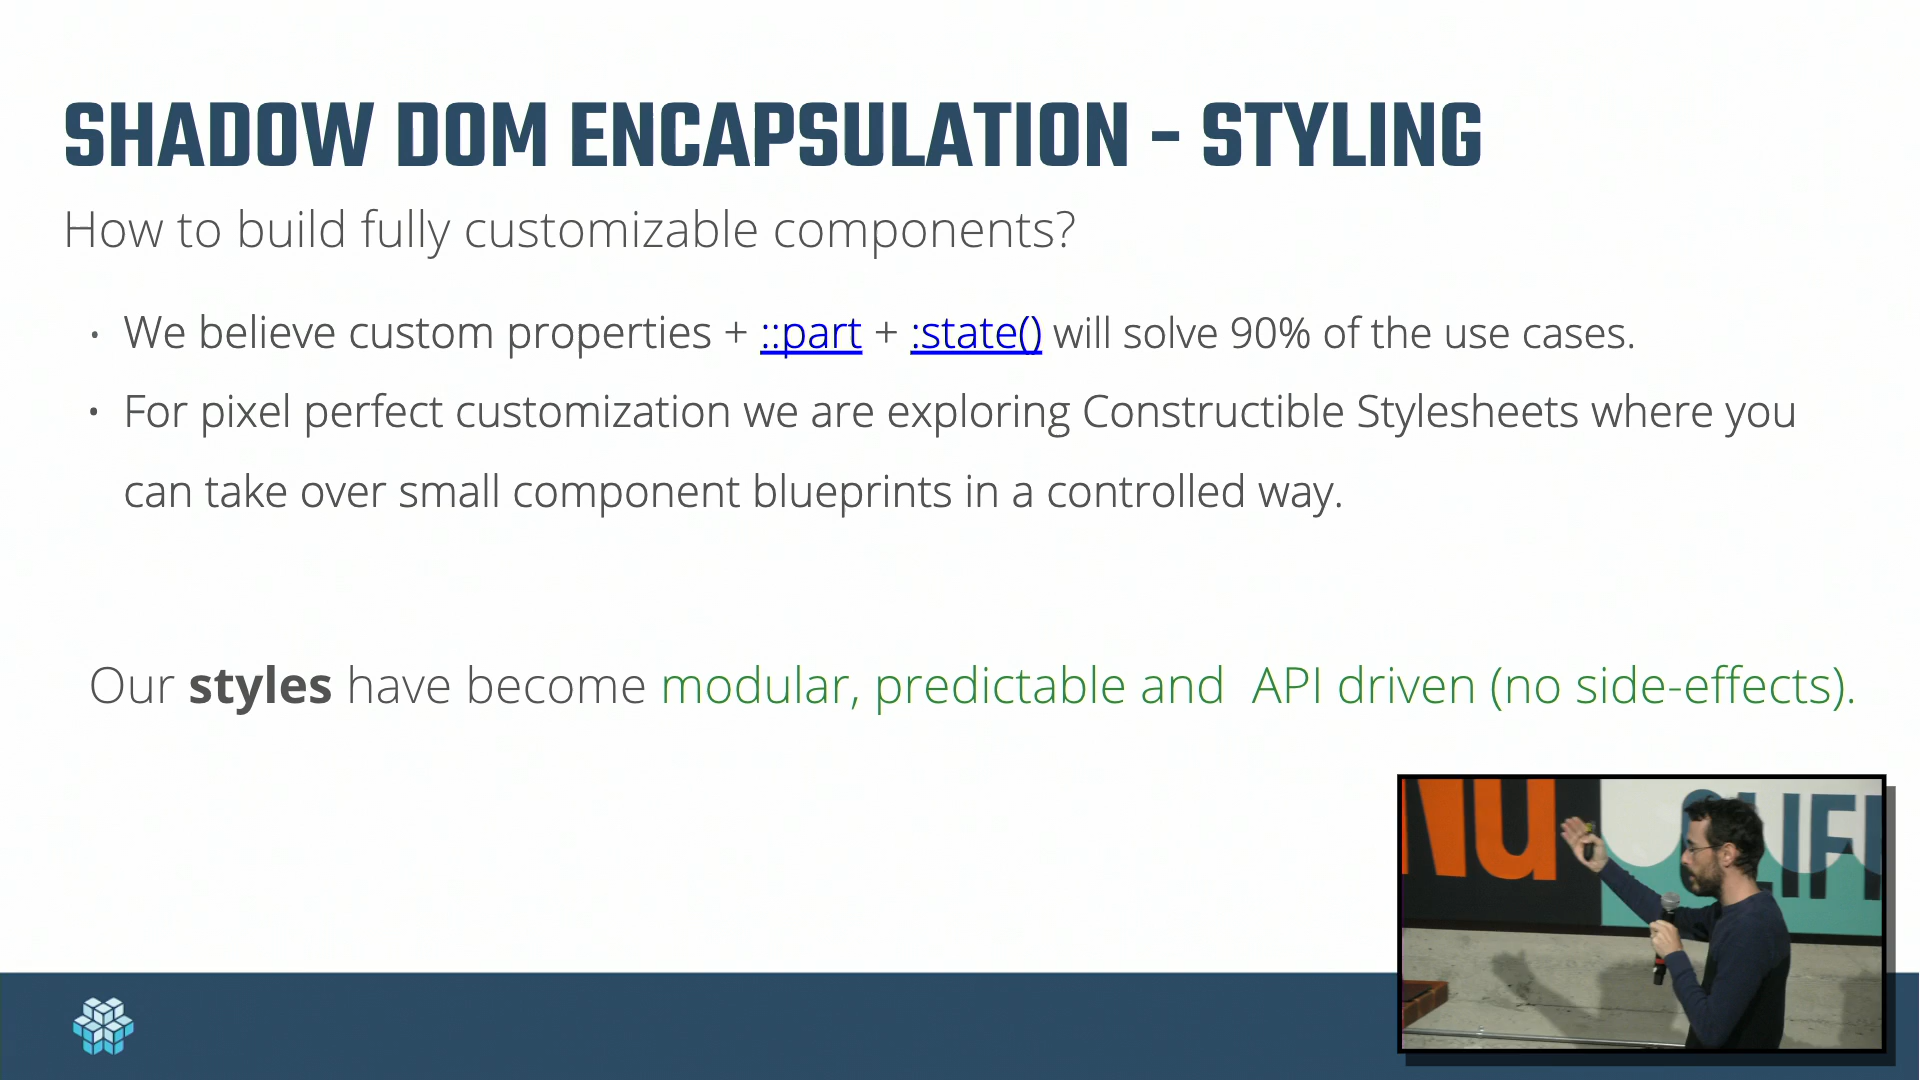 SHADOW DOM ENCAPSULATION - STYLING
How to build fully customizable components?
• We believe custom properties + ::part + :state() will solve 90% of the use cases.
• For pixel perfect customization we are exploring Constructible Stylesheets where you
can take over small component blueprints in a controlled way.
Our styles have become modular, predictable and API driven (no side-effects).